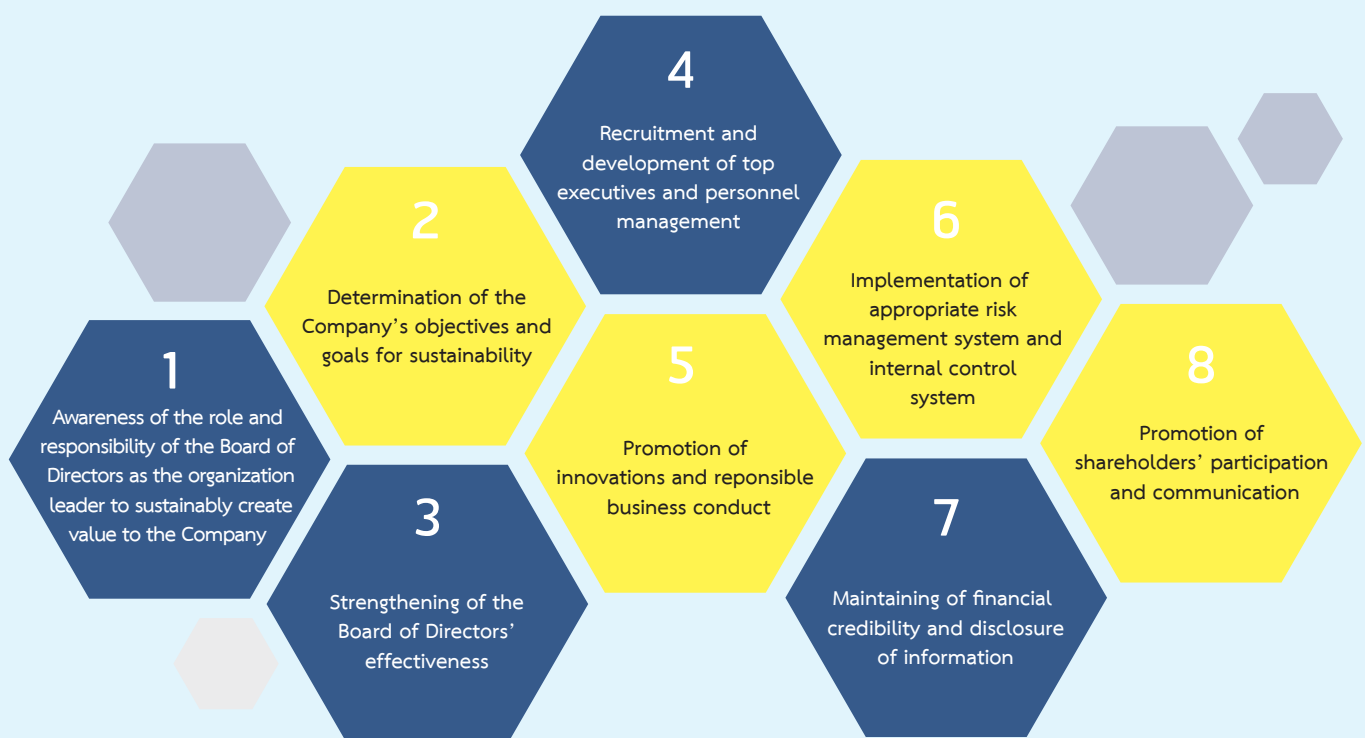 1
Awareness of the role and
responsibility of the Board of
Directors as the organization
leader to sustainably create
value to the Company
2
Determination of the
Company's objectives and
goals for sustainability
3
Strengthening of the
Board of Directors'
effectiveness
4
Recruitment and
development of top
executives and personnel
management
5
Promotion of
innovations and reponsible
business conduct
6
Implementation of
appropriate risk
management system and
internal control
system
7
Maintaining of financial
credibility and disclosure
of information
8
Promotion of
shareholders' participation
and communication